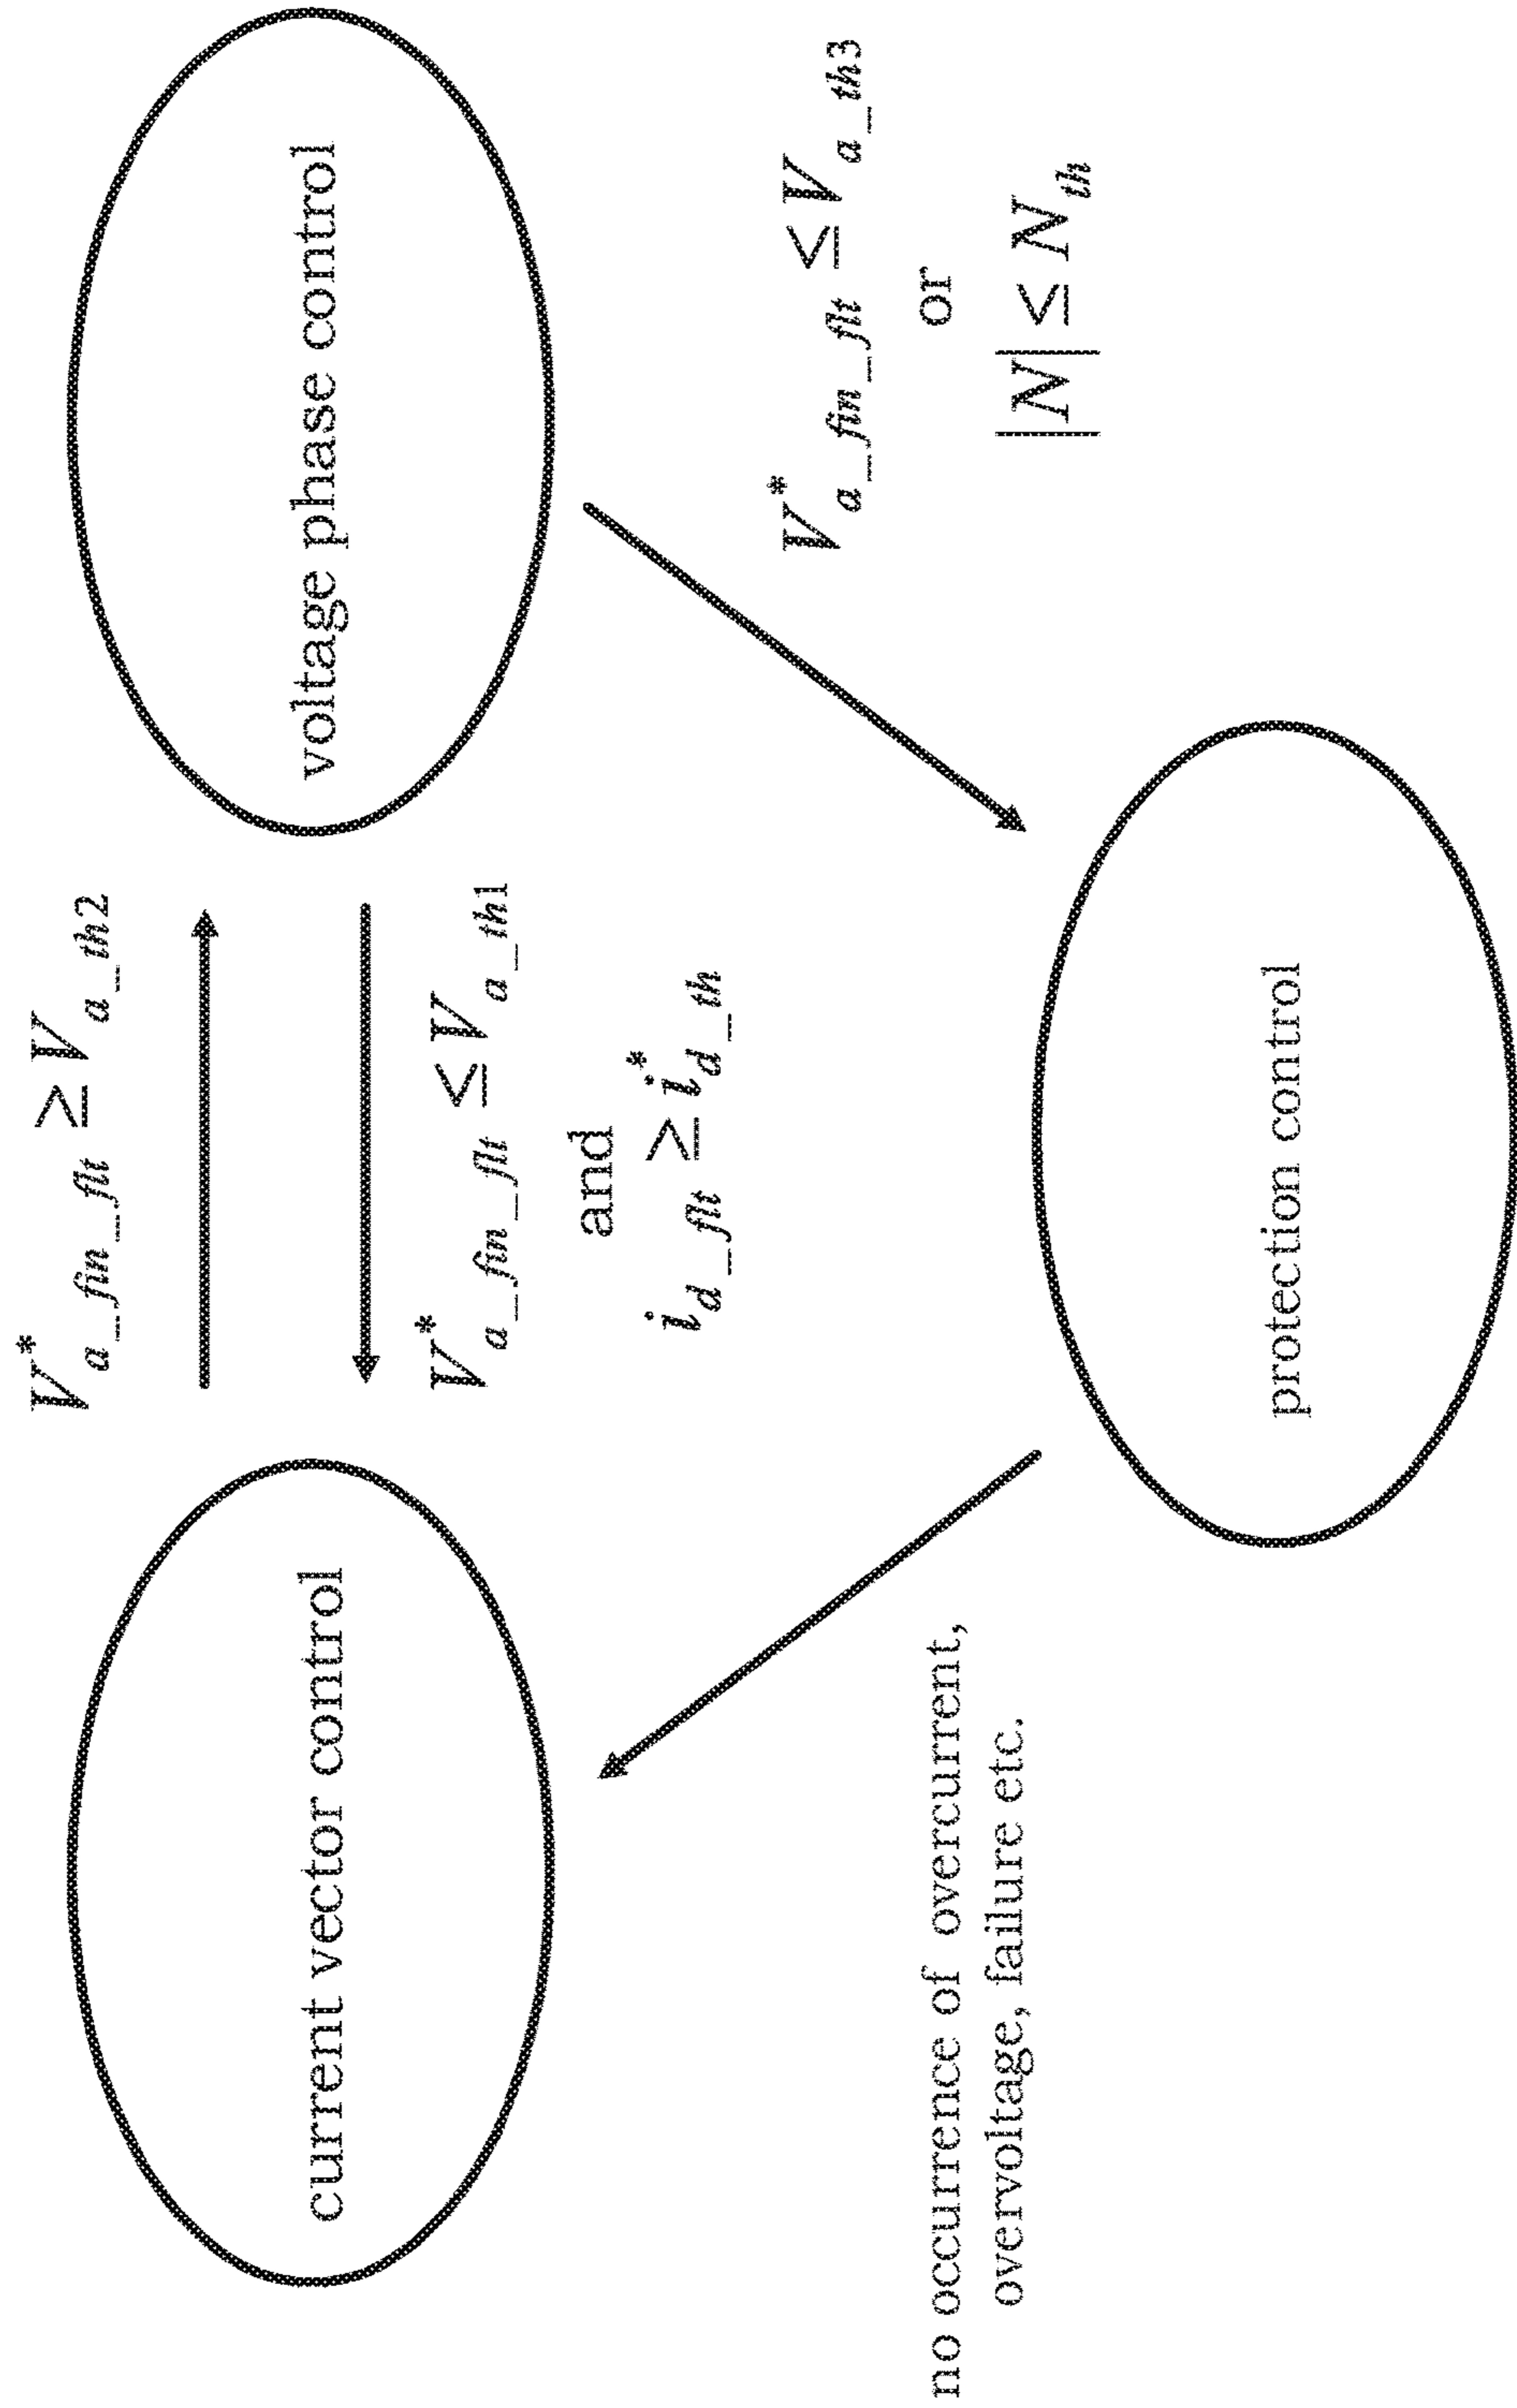 V*a_fin_flt ≥ Va_th2
current vector control
voltage phase control
V*a_fin_flt ≤ Va_th1
and
id_flt ≥ i*d_th
V*a_fin_flt ≤ Va_th3
or
|N| ≤ Nth
no occurrence of overcurrent,
overvoltage, failure etc.
protection control